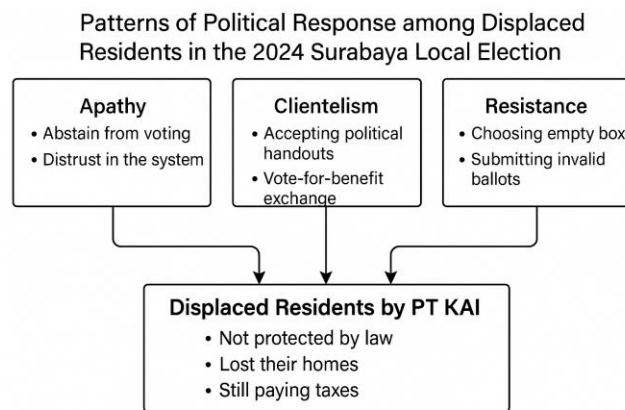 Patterns of Political Response among Displaced
Residents in the 2024 Surabaya Local Election
Apathy
• Abstain from voting
• Distrust in the system
Clientelism
• Accepting political
handouts
• Vote-for-benefit
exchange
Resistance
• Choosing empty box
• Submitting invalid
ballots
Displaced Residents by PT KAI
• Not protected by law
• Lost their homes
• Still paying taxes